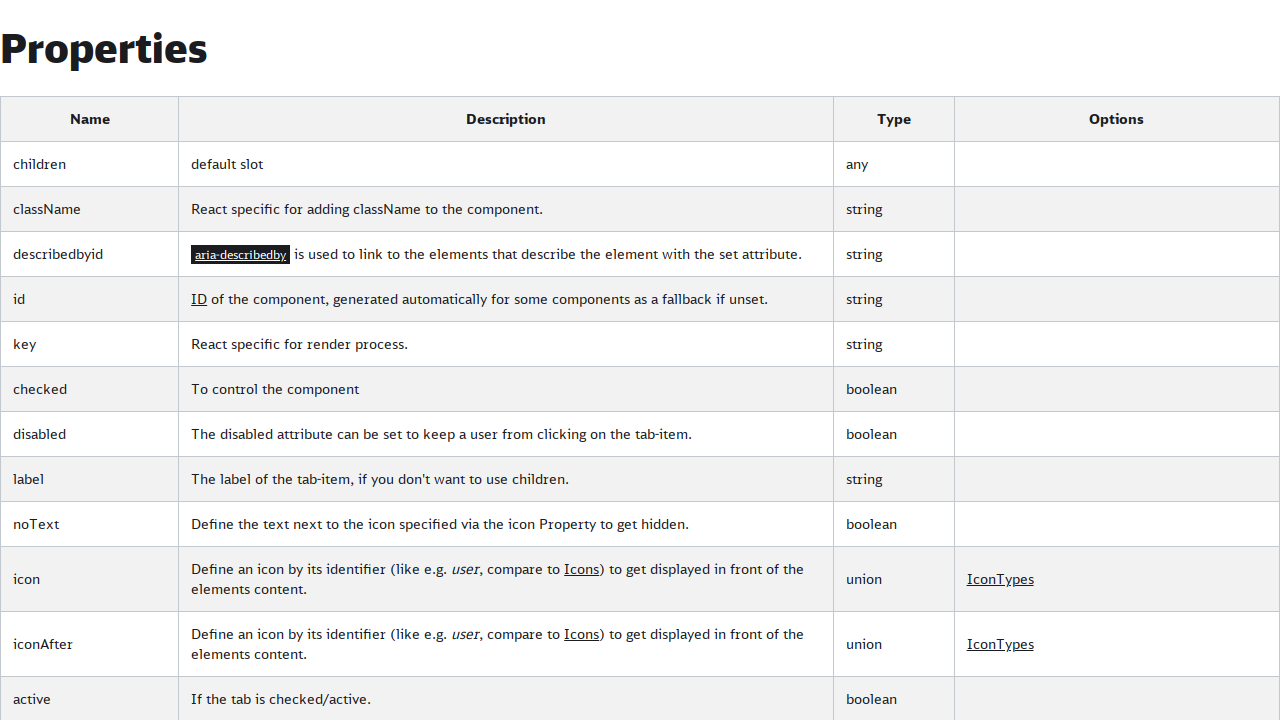 Properties
Name Description Type Options
children default slot any
className React specific for adding className to the component. string
describedbyid aria-describedby is used to link to the elements that describe the element with the set attribute. string
id ID of the component, generated automatically for some components as a fallback if unset. string
key React specific for render process. string
checked To control the component boolean
disabled The disabled attribute can be set to keep a user from clicking on the tab-item. boolean
label The label of the tab-item, if you don't want to use children. string
noText Define the text next to the icon specified via the icon Property to get hidden. boolean
icon Define an icon by its identifier (like e.g. user, compare to Icons) to get displayed in front of the
elements content. union IconTypes
iconAfter Define an icon by its identifier (like e.g. user, compare to Icons) to get displayed in front of the
elements content. union IconTypes
active If the tab is checked/active. boolean